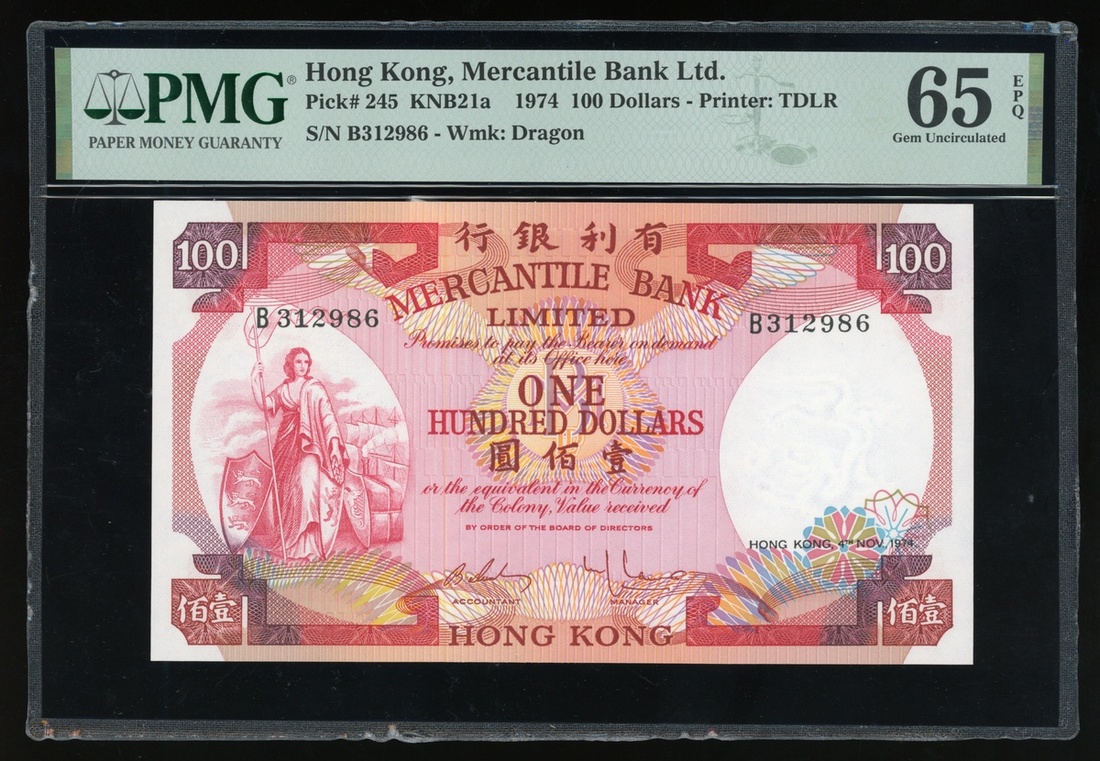 PMG®
PAPER MONEY GUARANTY
Hong Kong, Mercantile Bank Ltd.
Pick# 245 KNB21a 1974 100 Dollars - Printer: TDLR
S/N B312986 - Wmk: Dragon
65 EPQ
Gem Uncirculated
100
行銀利有
100
MERCANTILE BANK
LIMITED
B312986
B312986
Promises to pay the Bearer on demand
at its Office here
ONE
HUNDRED DOLLARS
圓佰壹
or the equivalent in the Currency of
the Colony, Value received
BY ORDER OF THE BOARD OF DIRECTORS
HONG KONG, 4TH NOV, 1974
ACCOUNTANT
MANAGER
佰壹
HONG KONG
佰壹